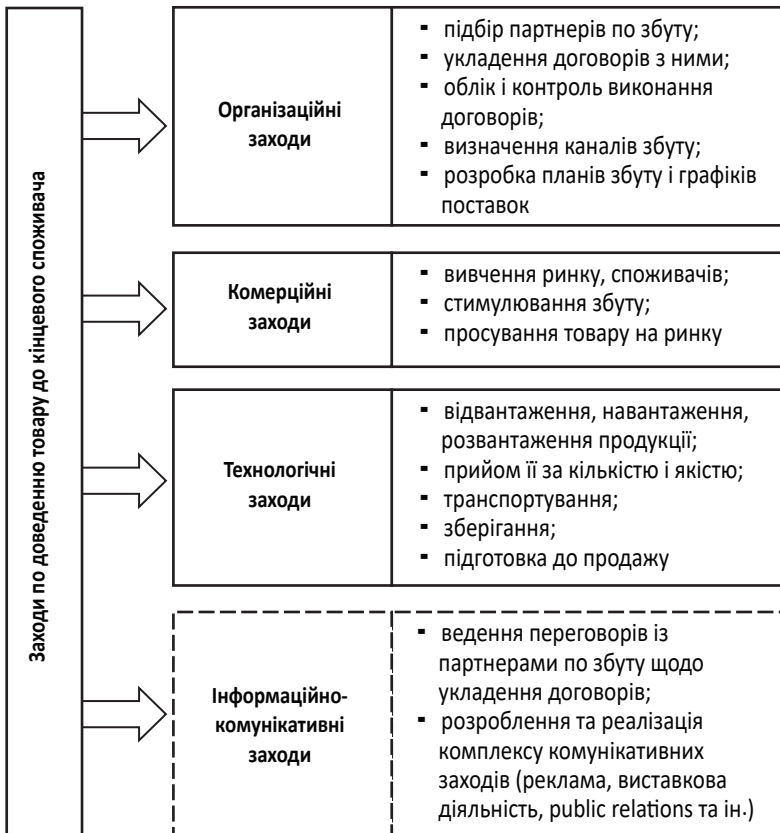 Заходи по доведенню товару до кінцевого споживача
Організаційні
заходи
▪ підбір партнерів по збуту;
▪ укладення договорів з ними;
▪ облік і контроль виконання
договорів;
▪ визначення каналів збуту;
▪ розробка планів збуту і графіків
поставок
Комерційні
заходи
▪ вивчення ринку, споживачів;
▪ стимулювання збуту;
▪ просування товару на ринку
Технологічні
заходи
▪ відвантаження, навантаження,
розвантаження продукції;
▪ прийом її за кількістю і якістю;
▪ транспортування;
▪ зберігання;
▪ підготовка до продажу
Інформаційно-
комунікативні
заходи
▪ ведення переговорів із
партнерами по збуту щодо
укладення договорів;
▪ розроблення та реалізація
комплексу комунікативних
заходів (реклама, виставкова
діяльність, public relations та ін.)